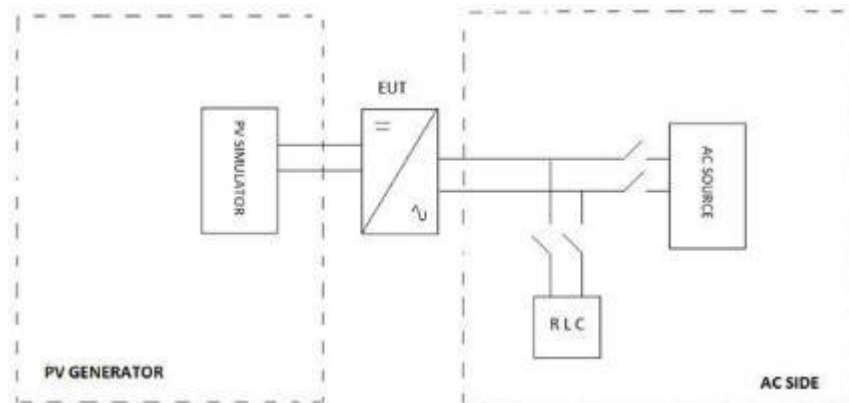 EUT
PV SIMULATOR
AC SOURCE
R L C
PV GENERATOR
AC SIDE